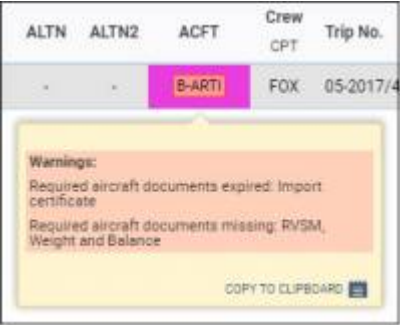 ALTN ALTN2 ACFT Crew CPT Trip No.
- - B-ARTI FOX 05-2017/4
Warnings:
Required aircraft documents expired: Import
certificate
Required aircraft documents missing: RVSM,
Weight and Balance
COPY TO CLIPBOARD